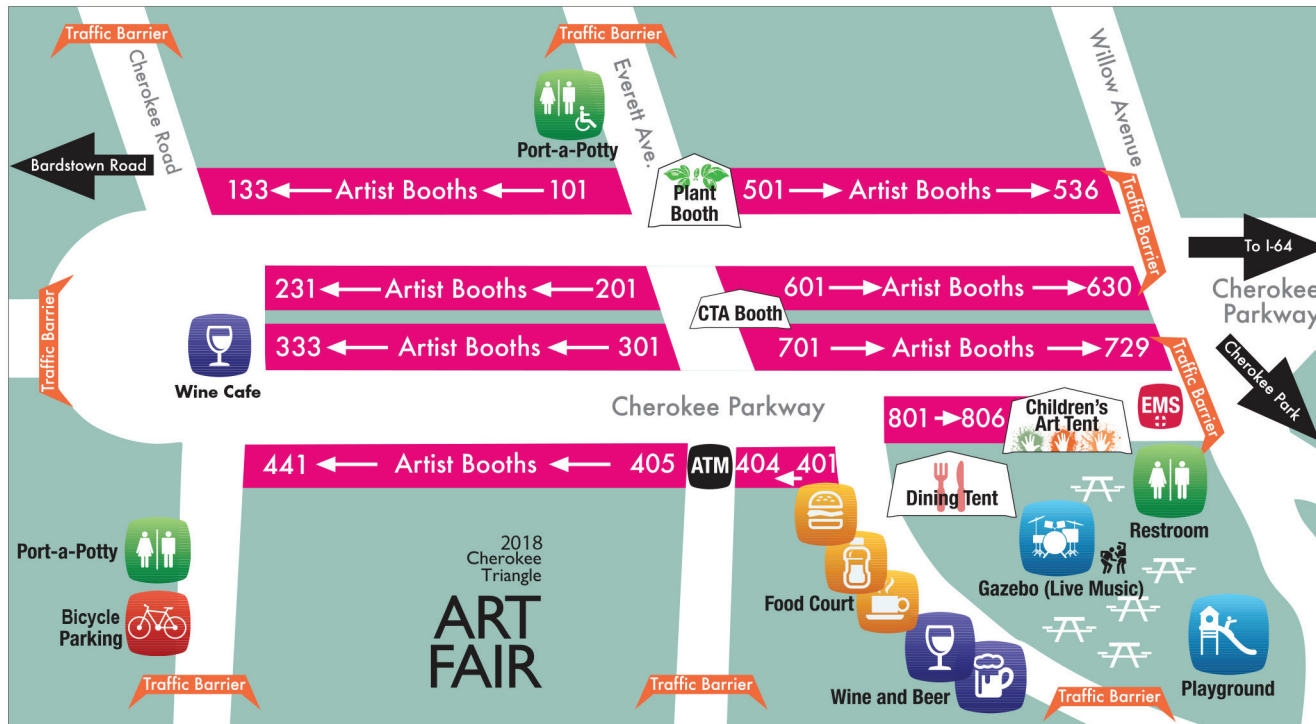 Traffic Barrier
Traffic Barrier
Cherokee Road
Everett Ave.
Willow Avenue
Port-a-Potty
Bardstown Road
133 Artist Booths 101
Plant
Booth
501 Artist Booths 536
Traffic Barrier
To I-64
Cherokee
Parkway
231 Artist Booths 201
CTA Booth
601 Artist Booths 630
Traffic Barrier
Wine Cafe
333 Artist Booths 301
701 Artist Booths 729
Traffic Barrier
Cherokee Park
Cherokee Parkway
801 806
Children's
Art Tent
EMS
441 Artist Booths 405
ATM
404 401
Dining Tent
Restroom
Gazebo (Live Music)
Port-a-Potty
Bicycle
Parking
2018
Cherokee
Triangle
ART
FAIR
Food Court
Wine and Beer
Playground
Traffic Barrier
Traffic Barrier
Traffic Barrier